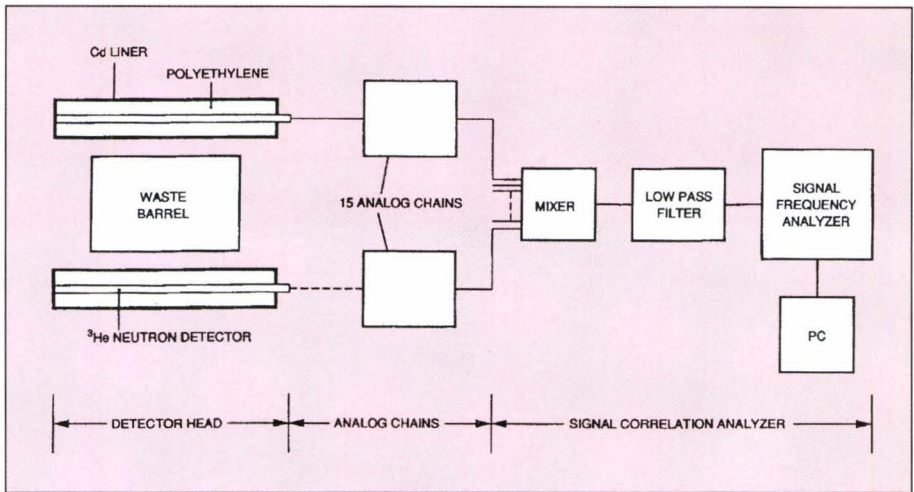 Cd LINER
POLYETHYLENE
WASTE
BARREL
15 ANALOG CHAINS
MIXER
LOW PASS
FILTER
SIGNAL
FREQUENCY
ANALYZER
³He NEUTRON DETECTOR
PC
DETECTOR HEAD
ANALOG CHAINS
SIGNAL CORRELATION ANALYZER